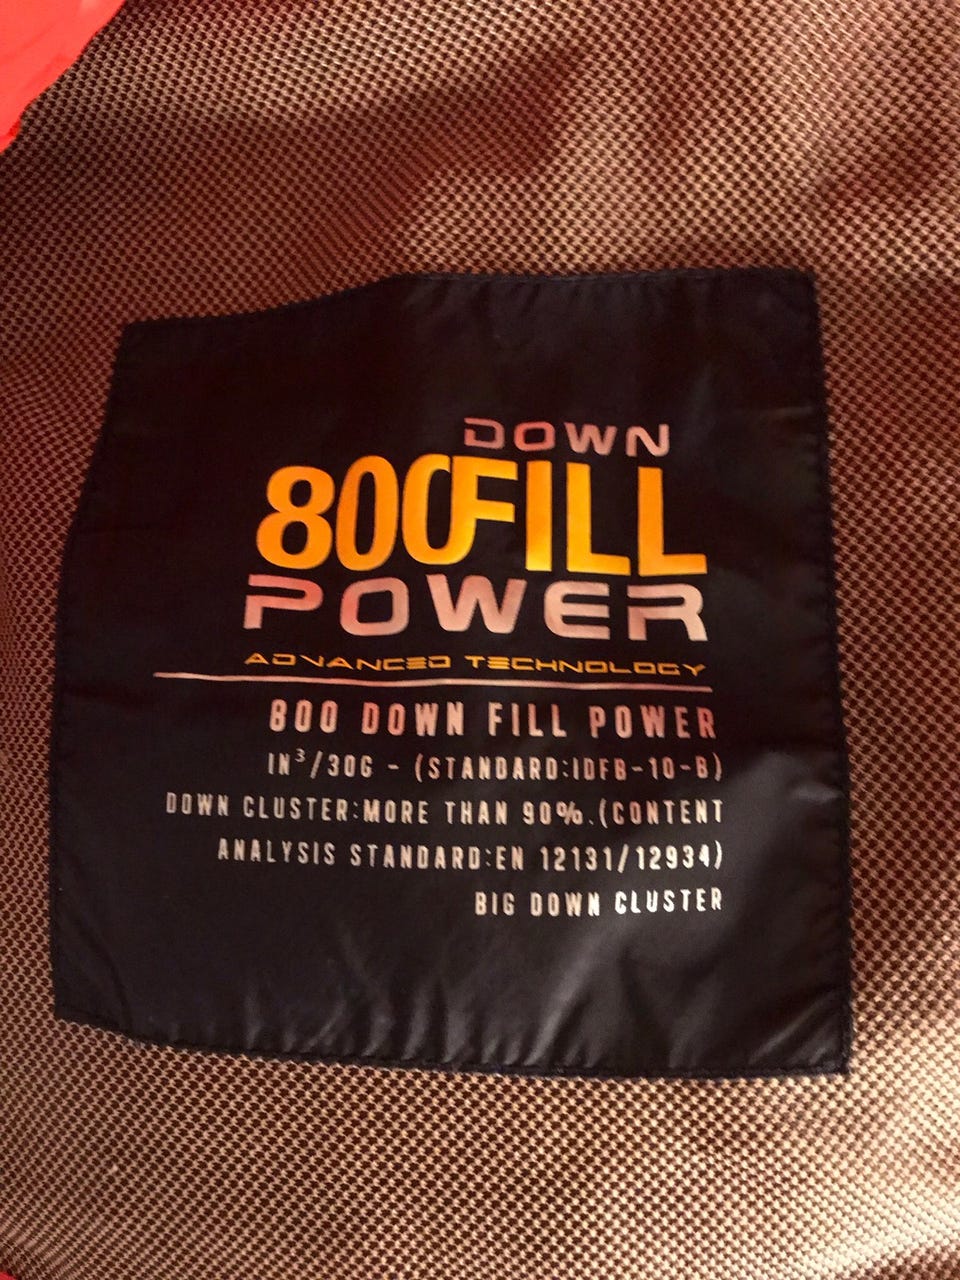 DOWN
800FILL
POWER
ADVANCED TECHNOLOGY
800 DOWN FILL POWER
IN³/30G - (STANDARD:IDFB-10-B)
DOWN CLUSTER:MORE THAN 90%.(CONTENT
ANALYSIS STANDARD:EN 12131/12934)
BIG DOWN CLUSTER